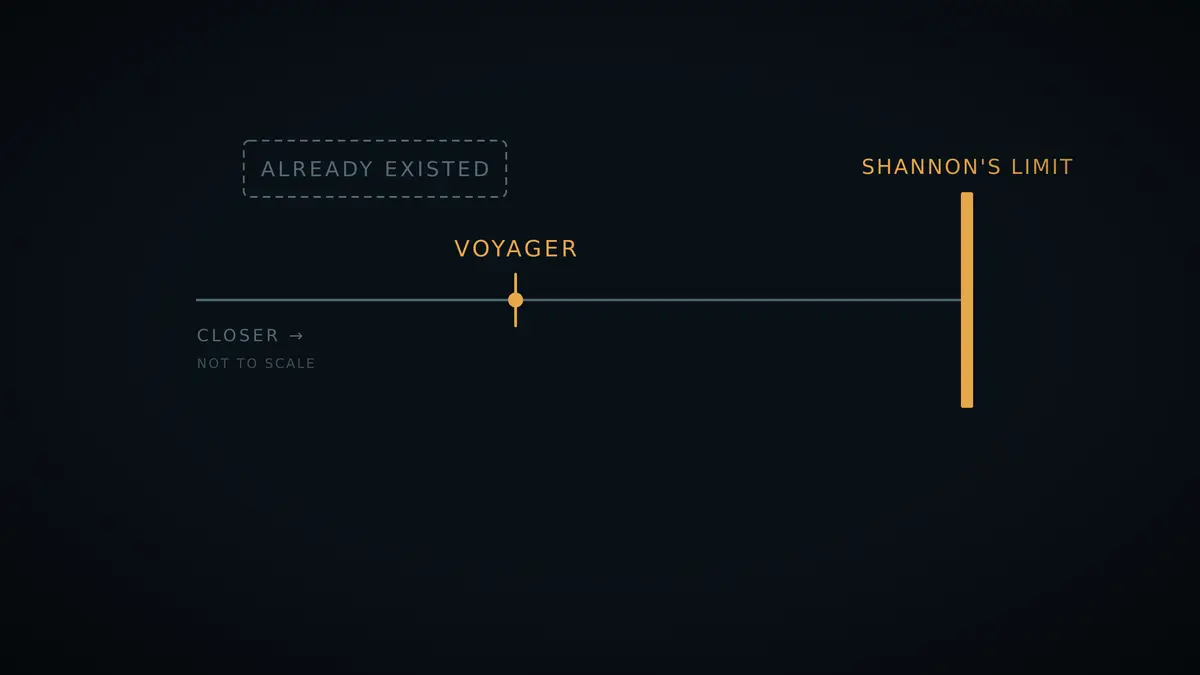 ALREADY EXISTED
SHANNON'S LIMIT
VOYAGER
CLOSER →
NOT TO SCALE